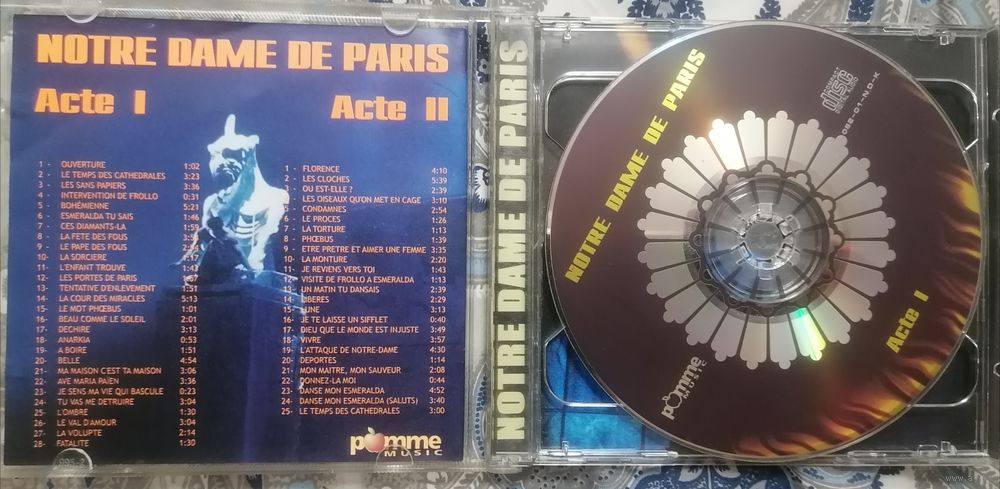 NOTRE DAME DE PARIS
Acte I
1 - OUVERTURE 1:02
2 - LE TEMPS DES CATHEDRALES 3:23
3 - LES SANS PAPIERS 3:36
4 - INTERVENTION DE FROLLO 0:31
5 - BOHÉMIENNE 5:21
6 - ESMERALDA TU SAIS 1:46
7 - CES DIAMANTS-LA 1:59
8 - LA FETE DES FOUS
9 - LE PAPE DES FOUS
10- LA SORCIERE 1:17
11- L'ENFANT TROUVE 1:43
12- LES PORTES DE PARIS
13- TENTATIVE D'ENLEVEMENT 1:51
14- LA COUR DES MIRACLES 5:13
15- LE MOT PHŒBUS 1:01
16- BEAU COMME LE SOLEIL 2:01
17- DECHIRE 3:13
18- ANARKIA 0:53
19- A BOIRE 1:51
20- BELLE 4:54
21- MA MAISON C'EST TA MAISON 3:06
22- AVE MARIA PAÏEN 3:36
23- JE SENS MA VIE QUI BASCULE 0:23
24- TU VAS ME DETRUIRE 3:04
25- L'OMBRE 1:30
26- LE VAL D'AMOUR 3:04
27- LA VOLUPTE 2:14
28- FATALITE 1:30
Acte II
1 - FLORENCE 4:10
2 - LES CLOCHES 5:39
3 - OU EST-ELLE ? 2:39
LES OISEAUX QU'ON MET EN CAGE 3:10
5 - CONDAMNES 2:54
6 - LE PROCES 1:26
7 - LA TORTURE 1:13
8 - PHŒBUS 1:39
9 - ETRE PRETRE ET AIMER UNE FEMME 3:35
10- LA MONTURE 2:20
11- JE REVIENS VERS TOI 1:43
12- VISITE DE FROLLO A ESMERALDA 1:13
13- UN MATIN TU DANSAIS 2:39
14- LIBERES 2:29
15- LUNE 3:13
16- JE TE LAISSE UN SIFFLET 0:40
17- DIEU QUE LE MONDE EST INJUSTE 3:49
18- VIVRE 3:57
19- L'ATTAQUE DE NOTRE-DAME 4:30
20- DEPORTES 1:14
21- MON MAITRE, MON SAUVEUR 2:08
22- DONNEZ-LA MOI 0:44
23- DANSE MON ESMERALDA 4:52
24- DANSE MON ESMERALDA (SALUTS) 3:40
25- LE TEMPS DES CATHEDRALES 3:00
pomme
MUSIC
NOTRE DAME DE PARIS
NOTRE DAME DE PARIS
COMPACT
disc
DIGITAL AUDIO
Acte I
pomme
MUSIC